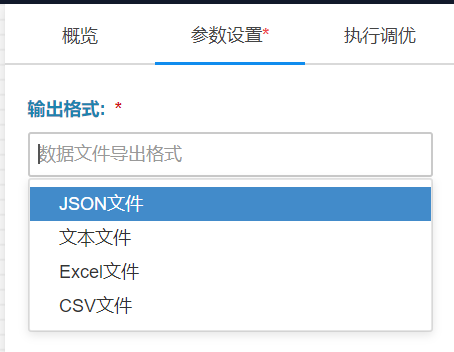 概览 参数设置* 执行调优
输出格式: *
数据文件导出格式
JSON文件
文本文件
Excel文件
CSV文件